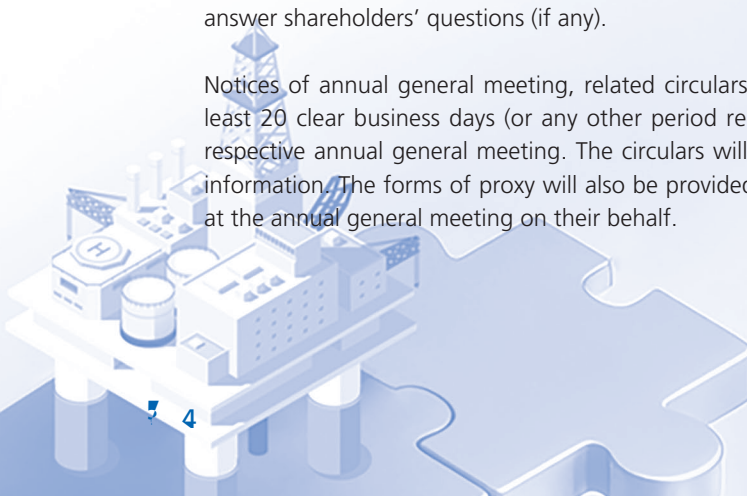 answer shareholders’ questions (if any).
Notices of annual general meeting, related circulars
least 20 clear business days (or any other period re
respective annual general meeting. The circulars will
information. The forms of proxy will also be provided
at the annual general meeting on their behalf.
H
4